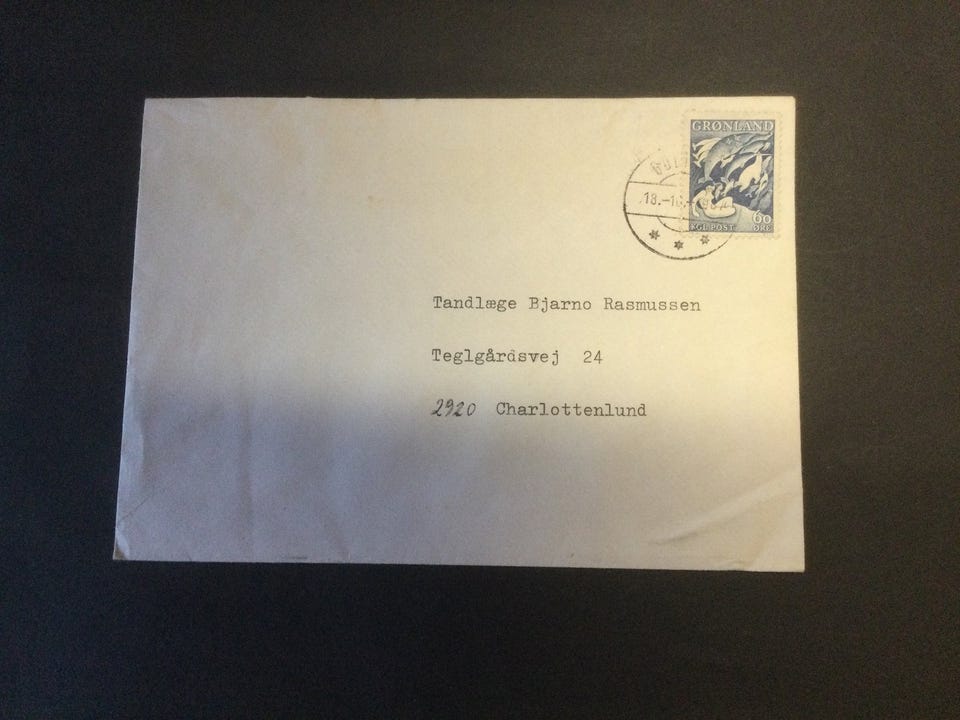 GRØNLAND
KGL POST
60
ØRE
Tandlæge Bjarno Rasmussen
Teglgårdsvej 24
2920 Charlottenlund